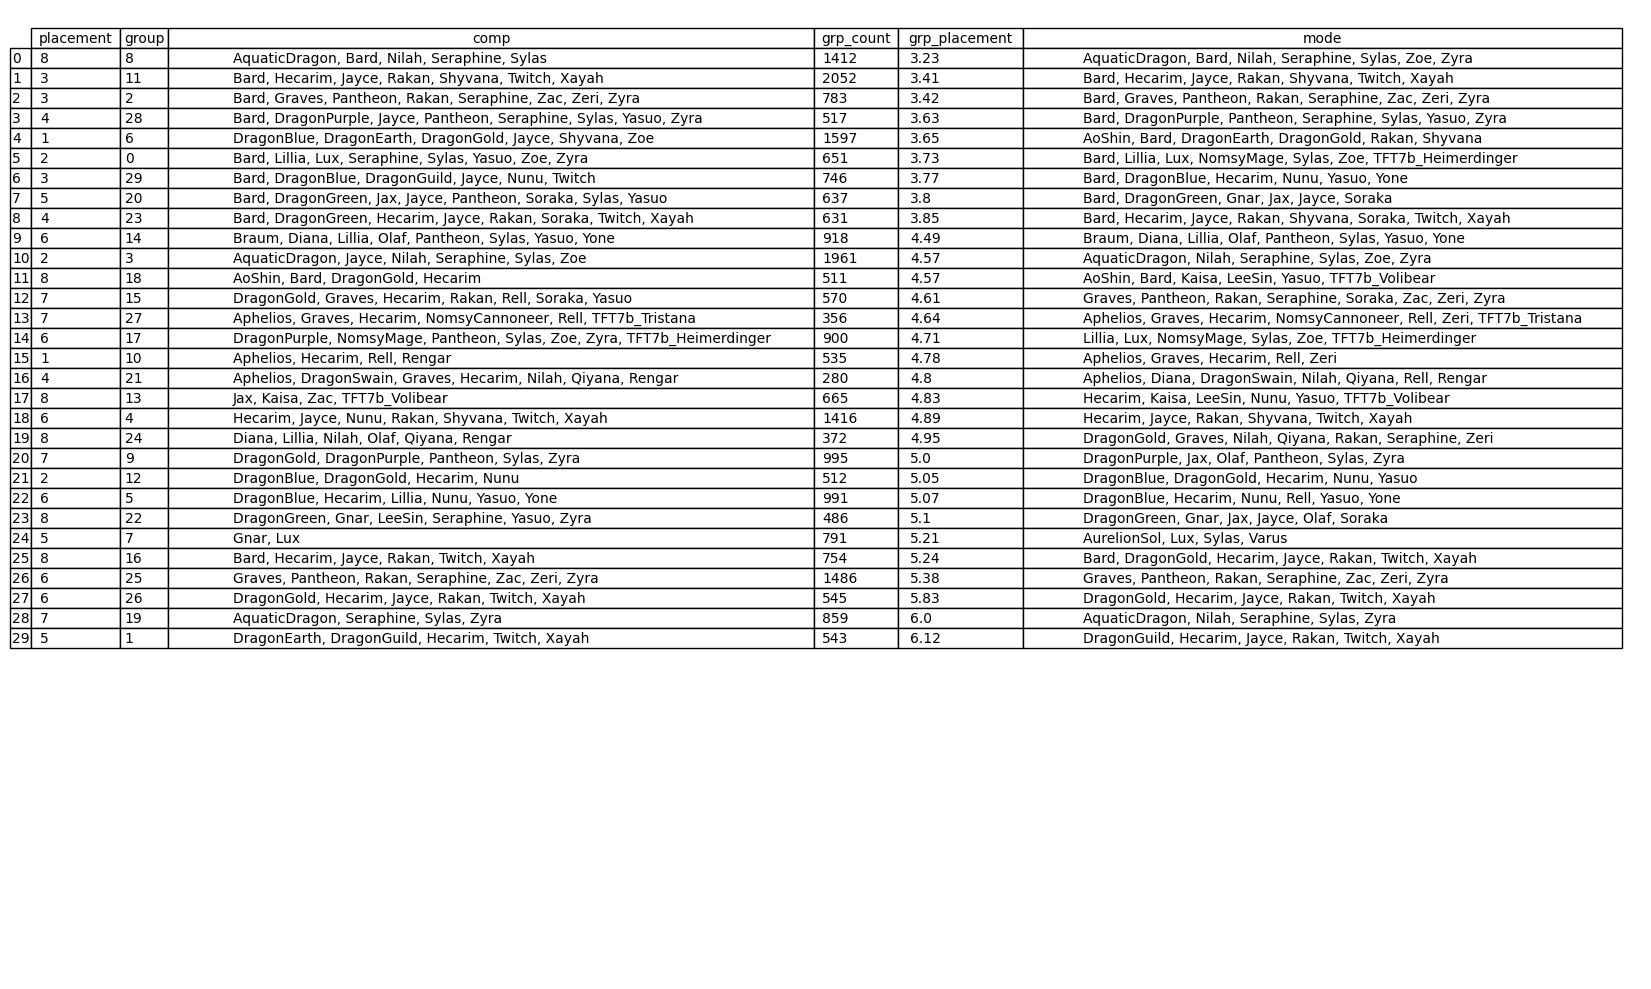 placement group comp grp_count grp_placement mode
0 8 8 AquaticDragon, Bard, Nilah, Seraphine, Sylas 1412 3.23 AquaticDragon, Bard, Nilah, Seraphine, Sylas, Zoe, Zyra
1 3 11 Bard, Hecarim, Jayce, Rakan, Shyvana, Twitch, Xayah 2052 3.41 Bard, Hecarim, Jayce, Rakan, Shyvana, Twitch, Xayah
2 3 2 Bard, Graves, Pantheon, Rakan, Seraphine, Zac, Zeri, Zyra 783 3.42 Bard, Graves, Pantheon, Rakan, Seraphine, Zac, Zeri, Zyra
3 4 28 Bard, DragonPurple, Jayce, Pantheon, Seraphine, Sylas, Yasuo, Zyra 517 3.63 Bard, DragonPurple, Pantheon, Seraphine, Sylas, Yasuo, Zyra
4 1 6 DragonBlue, DragonEarth, DragonGold, Jayce, Shyvana, Zoe 1597 3.65 AoShin, Bard, DragonEarth, DragonGold, Rakan, Shyvana
5 2 0 Bard, Lillia, Lux, Seraphine, Sylas, Yasuo, Zoe, Zyra 651 3.73 Bard, Lillia, Lux, NomsyMage, Sylas, Zoe, TFT7b_Heimerdinger
6 3 29 Bard, DragonBlue, DragonGuild, Jayce, Nunu, Twitch 746 3.77 Bard, DragonBlue, Hecarim, Nunu, Yasuo, Yone
7 5 20 Bard, DragonGreen, Jax, Jayce, Pantheon, Soraka, Sylas, Yasuo 637 3.8 Bard, DragonGreen, Gnar, Jax, Jayce, Soraka
8 4 23 Bard, DragonGreen, Hecarim, Jayce, Rakan, Soraka, Twitch, Xayah 631 3.85 Bard, Hecarim, Jayce, Rakan, Shyvana, Soraka, Twitch, Xayah
9 6 14 Braum, Diana, Lillia, Olaf, Pantheon, Sylas, Yasuo, Yone 918 4.49 Braum, Diana, Lillia, Olaf, Pantheon, Sylas, Yasuo, Yone
10 2 3 AquaticDragon, Jayce, Nilah, Seraphine, Sylas, Zoe 1961 4.57 AquaticDragon, Nilah, Seraphine, Sylas, Zoe, Zyra
11 8 18 AoShin, Bard, DragonGold, Hecarim 511 4.57 AoShin, Bard, Kaisa, LeeSin, Yasuo, TFT7b_Volibear
12 7 15 DragonGold, Graves, Hecarim, Rakan, Rell, Soraka, Yasuo 570 4.61 Graves, Pantheon, Rakan, Seraphine, Soraka, Zac, Zeri, Zyra
13 7 27 Aphelios, Graves, Hecarim, NomsyCannoneer, Rell, TFT7b_Tristana 356 4.64 Aphelios, Graves, Hecarim, NomsyCannoneer, Rell, Zeri, TFT7b_Tristana
14 6 17 DragonPurple, NomsyMage, Pantheon, Sylas, Zoe, Zyra, TFT7b_Heimerdinger 900 4.71 Lillia, Lux, NomsyMage, Sylas, Zoe, TFT7b_Heimerdinger
15 1 10 Aphelios, Hecarim, Rell, Rengar 535 4.78 Aphelios, Graves, Hecarim, Rell, Zeri
16 4 21 Aphelios, DragonSwain, Graves, Hecarim, Nilah, Qiyana, Rengar 280 4.8 Aphelios, Diana, DragonSwain, Nilah, Qiyana, Rell, Rengar
17 8 13 Jax, Kaisa, Zac, TFT7b_Volibear 665 4.83 Hecarim, Kaisa, LeeSin, Nunu, Yasuo, TFT7b_Volibear
18 6 4 Hecarim, Jayce, Nunu, Rakan, Shyvana, Twitch, Xayah 1416 4.89 Hecarim, Jayce, Rakan, Shyvana, Twitch, Xayah
19 8 24 Diana, Lillia, Nilah, Olaf, Qiyana, Rengar 372 4.95 DragonGold, Graves, Nilah, Qiyana, Rakan, Seraphine, Zeri
20 7 9 DragonGold, DragonPurple, Pantheon, Sylas, Zyra 995 5.0 DragonPurple, Jax, Olaf, Pantheon, Sylas, Zyra
21 2 12 DragonBlue, DragonGold, Hecarim, Nunu 512 5.05 DragonBlue, DragonGold, Hecarim, Nunu, Yasuo
22 6 5 DragonBlue, Hecarim, Lillia, Nunu, Yasuo, Yone 991 5.07 DragonBlue, Hecarim, Nunu, Rell, Yasuo, Yone
23 8 22 DragonGreen, Gnar, LeeSin, Seraphine, Yasuo, Zyra 486 5.1 DragonGreen, Gnar, Jax, Jayce, Olaf, Soraka
24 5 7 Gnar, Lux 791 5.21 AurelionSol, Lux, Sylas, Varus
25 8 16 Bard, Hecarim, Jayce, Rakan, Twitch, Xayah 754 5.24 Bard, DragonGold, Hecarim, Jayce, Rakan, Twitch, Xayah
26 6 25 Graves, Pantheon, Rakan, Seraphine, Zac, Zeri, Zyra 1486 5.38 Graves, Pantheon, Rakan, Seraphine, Zac, Zeri, Zyra
27 6 26 DragonGold, Hecarim, Jayce, Rakan, Twitch, Xayah 545 5.83 DragonGold, Hecarim, Jayce, Rakan, Twitch, Xayah
28 7 19 AquaticDragon, Seraphine, Sylas, Zyra 859 6.0 AquaticDragon, Nilah, Seraphine, Sylas, Zyra
29 5 1 DragonEarth, DragonGuild, Hecarim, Twitch, Xayah 543 6.12 DragonGuild, Hecarim, Jayce, Rakan, Twitch, Xayah